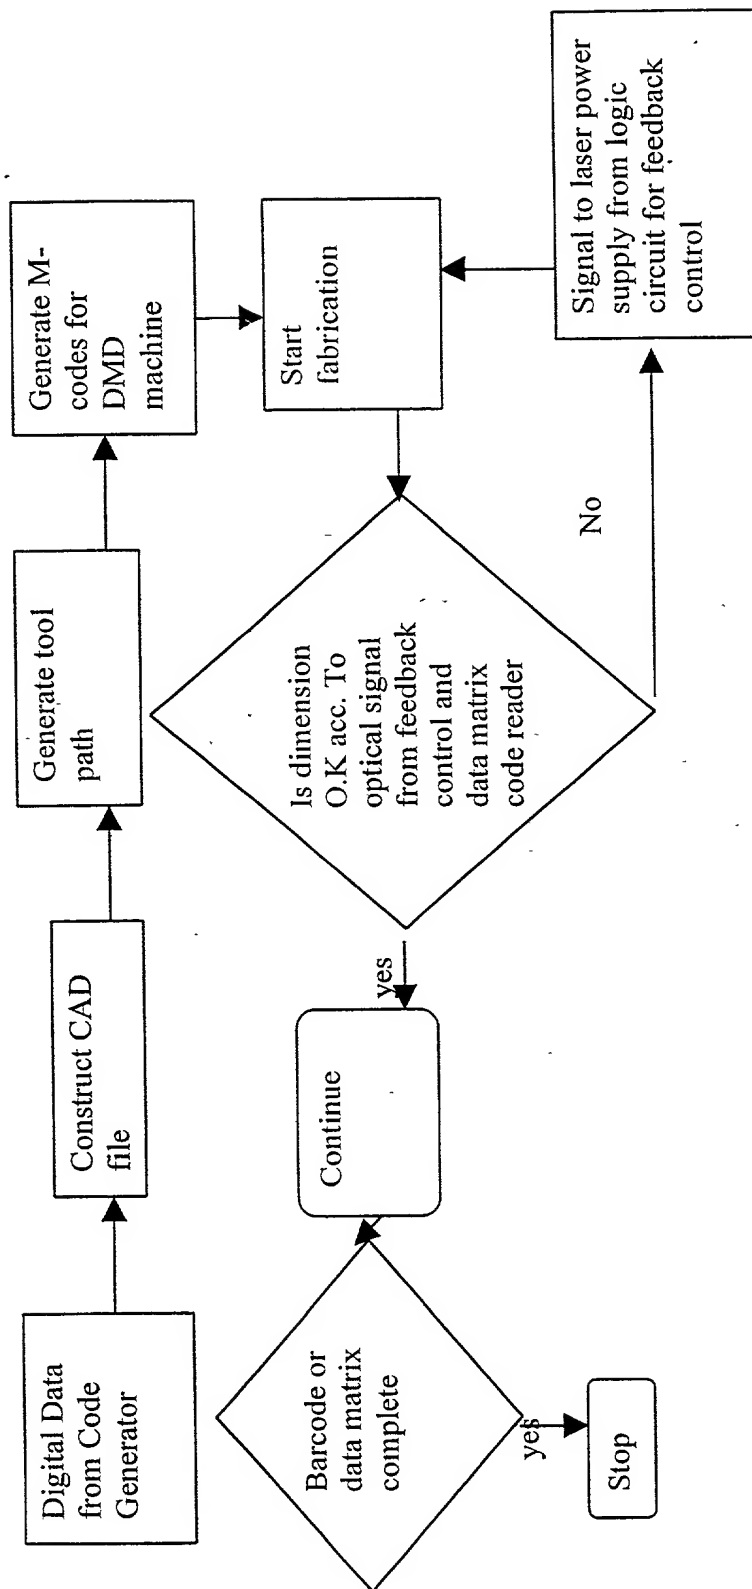 Digital Data
from Code
Generator
Construct CAD
file
Generate tool
path
Generate M-
codes for
DMD
machine
Start
fabrication
Is dimension
O.K acc. To
optical signal
from feedback
control and
data matrix
code reader
No
Signal to laser power
supply from logic
circuit for feedback
control
yes
Continue
Barcode or
data matrix
complete
yes
Stop